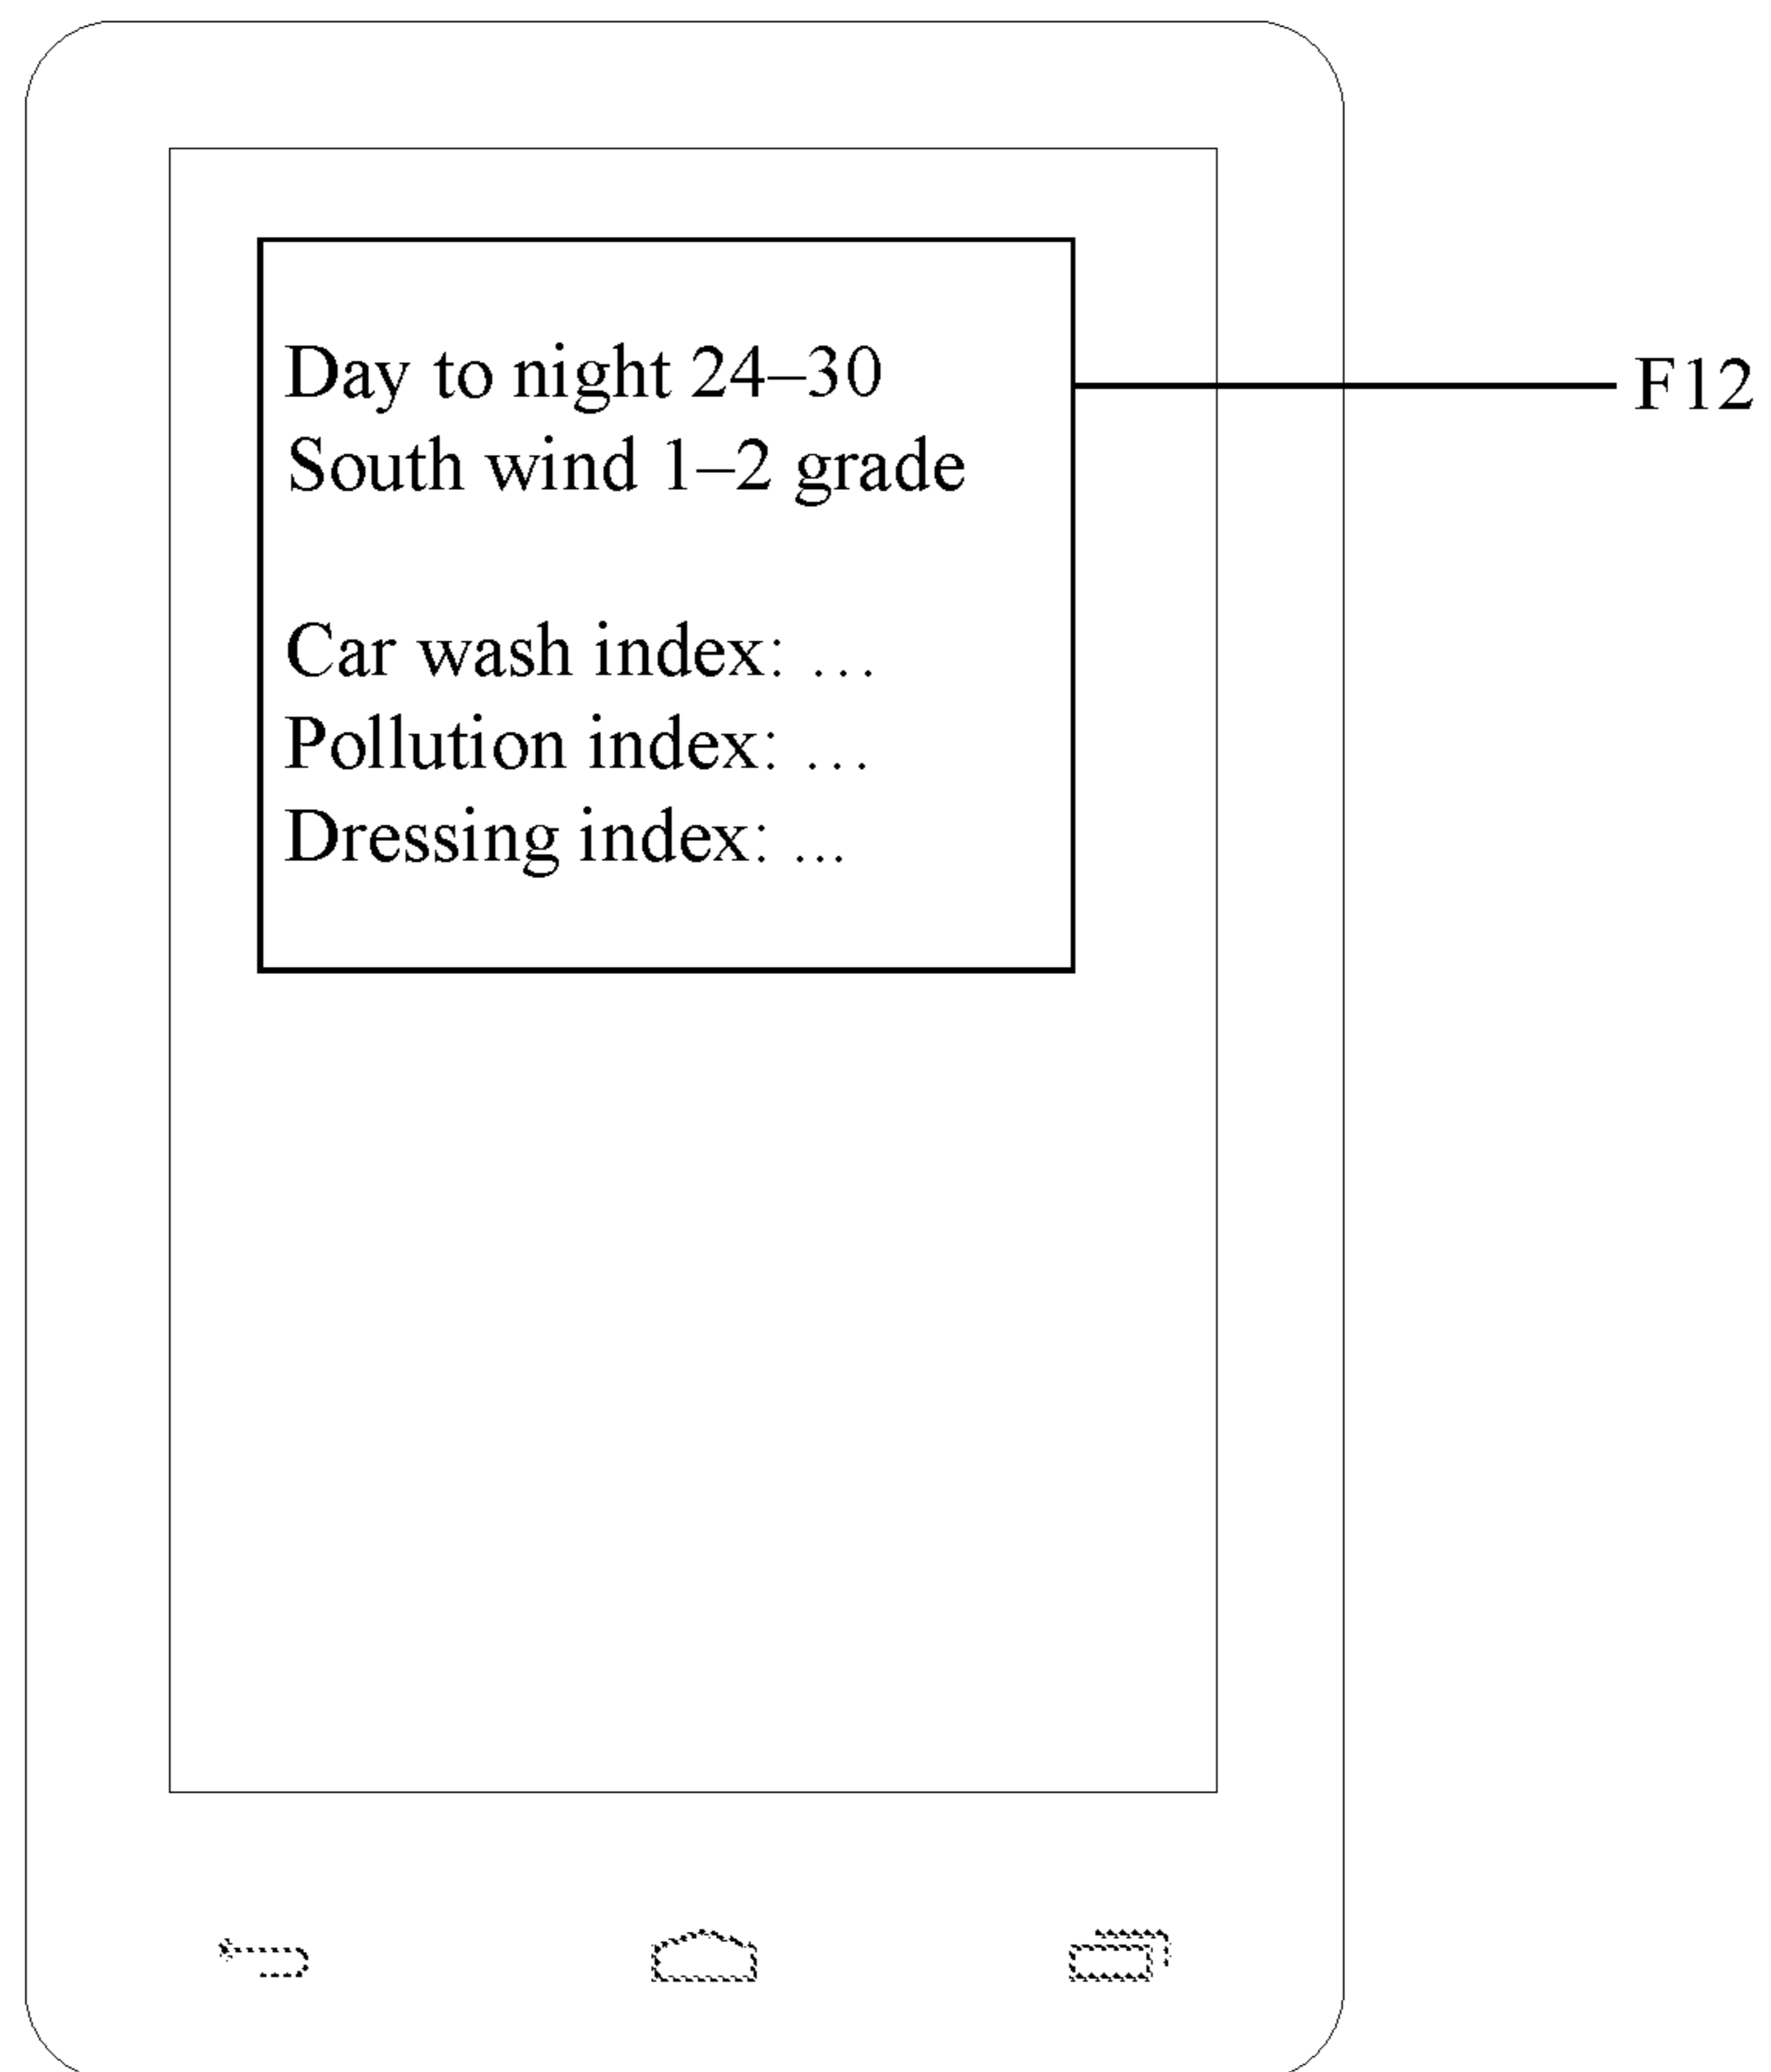 Day to night 24–30
South wind 1–2 grade
Car wash index: ...
Pollution index: ...
Dressing index: ...
F12